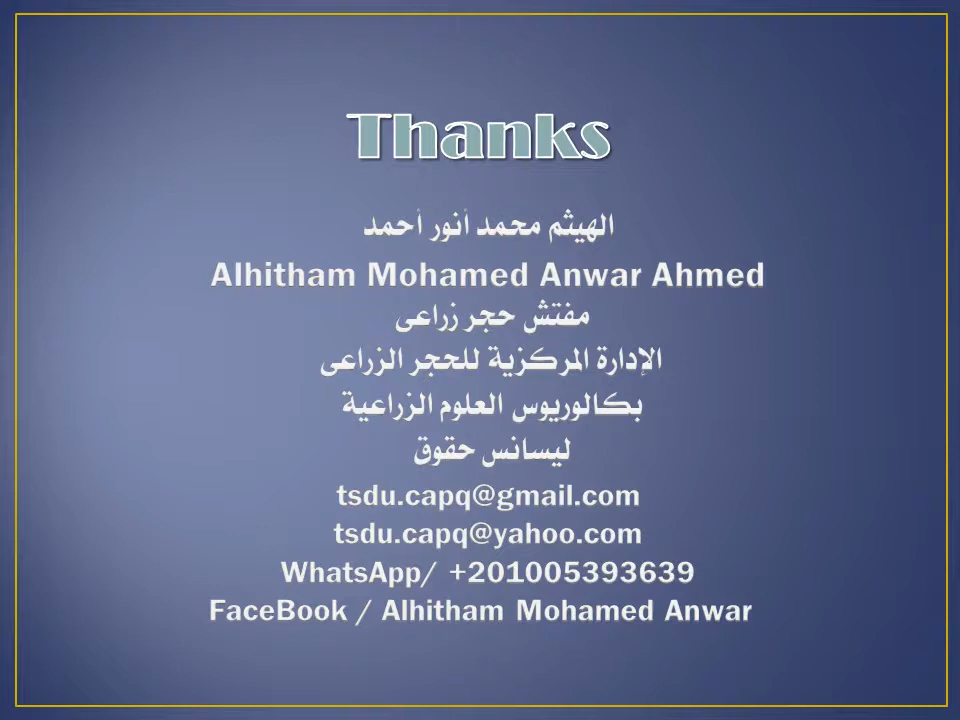 Thanks
الهيثم محمد أنور أحمد
Alhitham Mohamed Anwar Ahmed
مفتش حجر زراعى
الإدارة المركزية للحجر الزراعى
بكالوريوس العلوم الزراعية
ليسانس حقوق
tsdu.capq@gmail.com
tsdu.capq@yahoo.com
WhatsApp/ +201005393639
FaceBook / Alhitham Mohamed Anwar